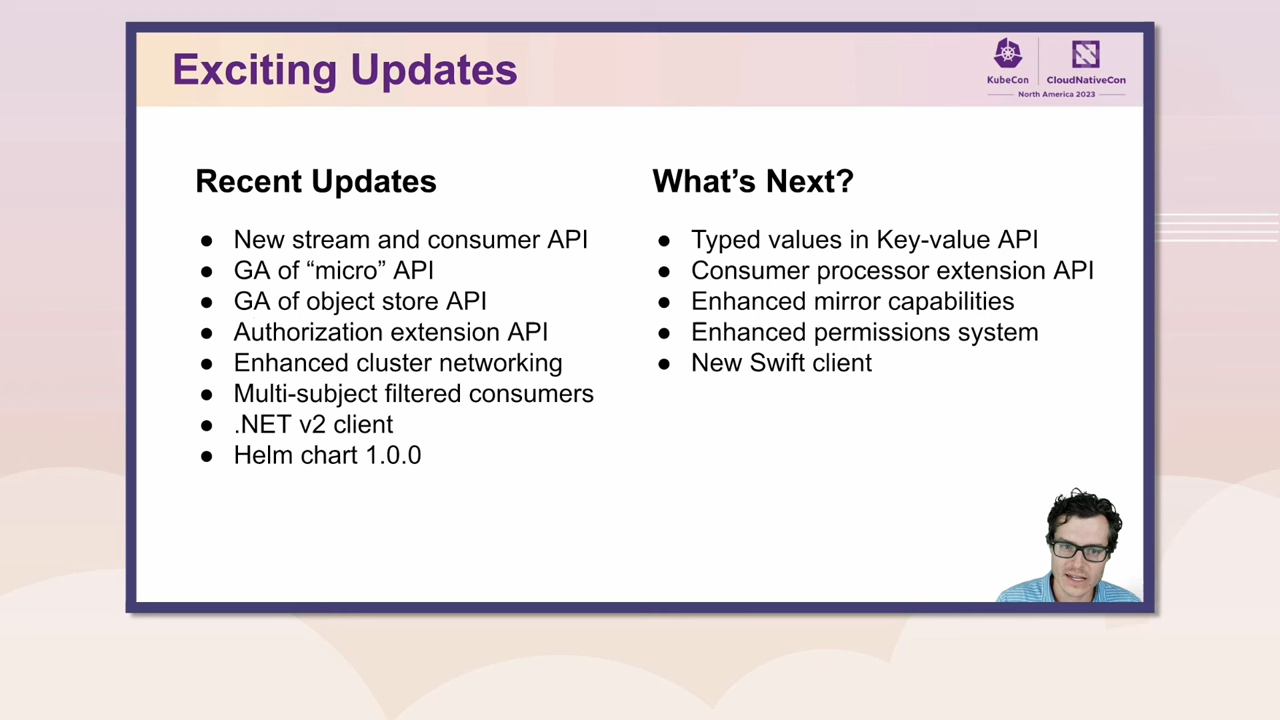 Exciting Updates
KubeCon
CloudNativeCon
North America 2023
Recent Updates
● New stream and consumer API
● GA of “micro” API
● GA of object store API
● Authorization extension API
● Enhanced cluster networking
● Multi-subject filtered consumers
● .NET v2 client
● Helm chart 1.0.0
What’s Next?
● Typed values in Key-value API
● Consumer processor extension API
● Enhanced mirror capabilities
● Enhanced permissions system
● New Swift client